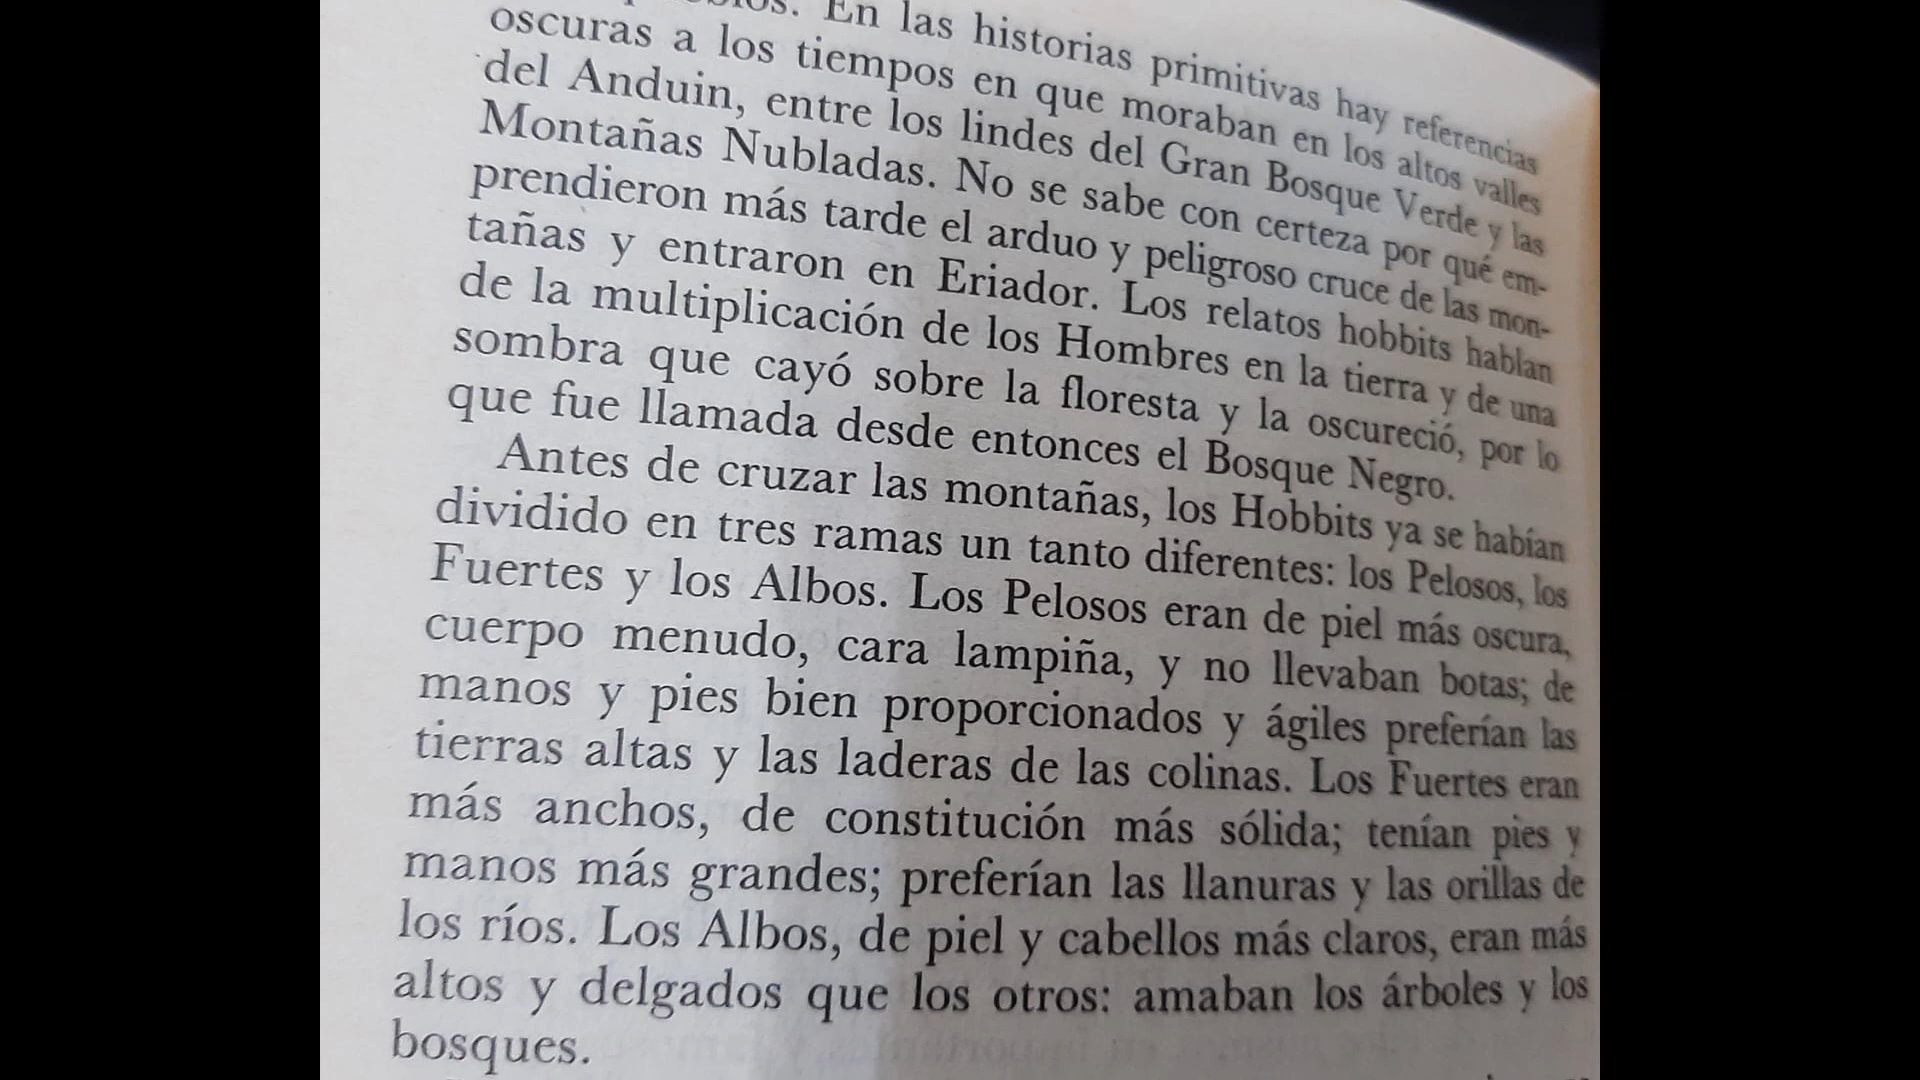 En las historias primitivas hay referencias
oscuras a los tiempos en que moraban en los altos valles
del Anduin, entre los lindes del Gran Bosque Verde y las
Montañas Nubladas. No se sabe con certeza por qué em-
prendieron más tarde el arduo y peligroso cruce de las mon-
tañas y entraron en Eriador. Los relatos hobbits hablan
de la multiplicación de los Hombres en la tierra y de una
sombra que cayó sobre la floresta y la oscureció, por lo
que fue llamada desde entonces el Bosque Negro.
Antes de cruzar las montañas, los Hobbits ya se habían
dividido en tres ramas un tanto diferentes: los Pelosos, los
Fuertes y los Albos. Los Pelosos eran de piel más oscura,
cuerpo menudo, cara lampiña, y no llevaban botas; de
manos y pies bien proporcionados y ágiles preferían las
tierras altas y las laderas de las colinas. Los Fuertes eran
más anchos, de constitución más sólida; tenían pies y
manos más grandes; preferían las llanuras y las orillas de
los ríos. Los Albos, de piel y cabellos más claros, eran más
altos y delgados que los otros: amaban los árboles y los
bosques.